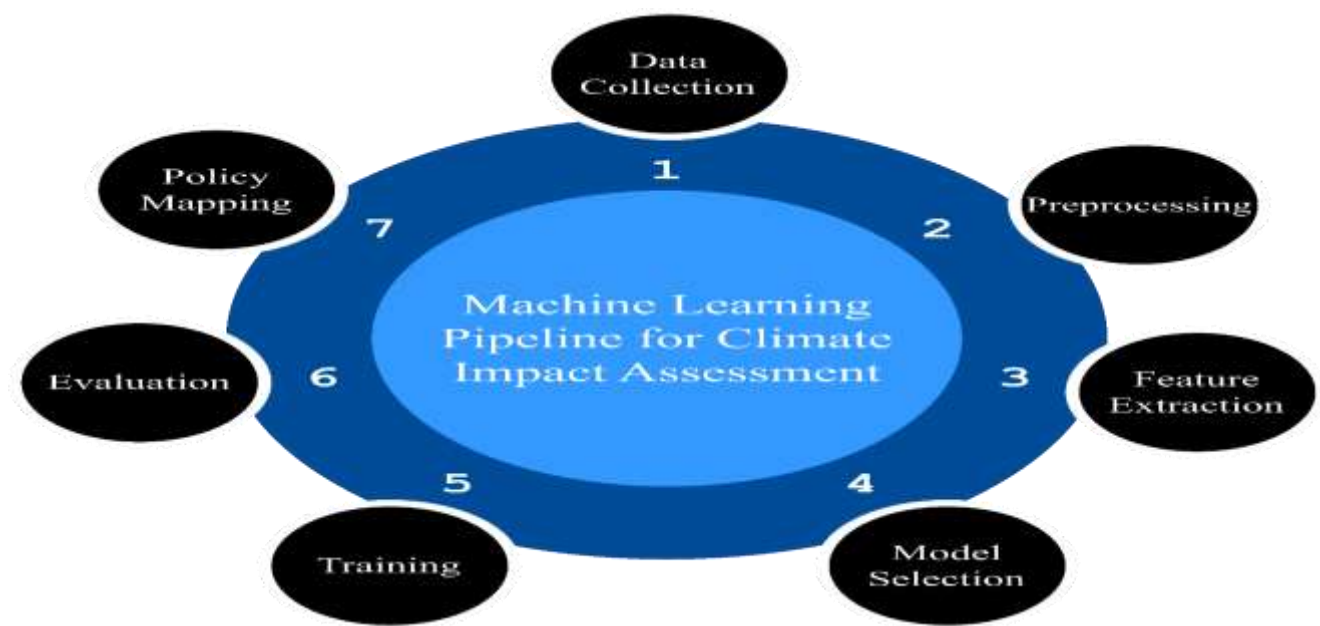 Data
Collection
1
Policy
Mapping
7
2
Preprocessing
Machine Learning
Pipeline for Climate
Impact Assessment
Evaluation
6
3
Feature
Extraction
5
4
Training
Model
Selection